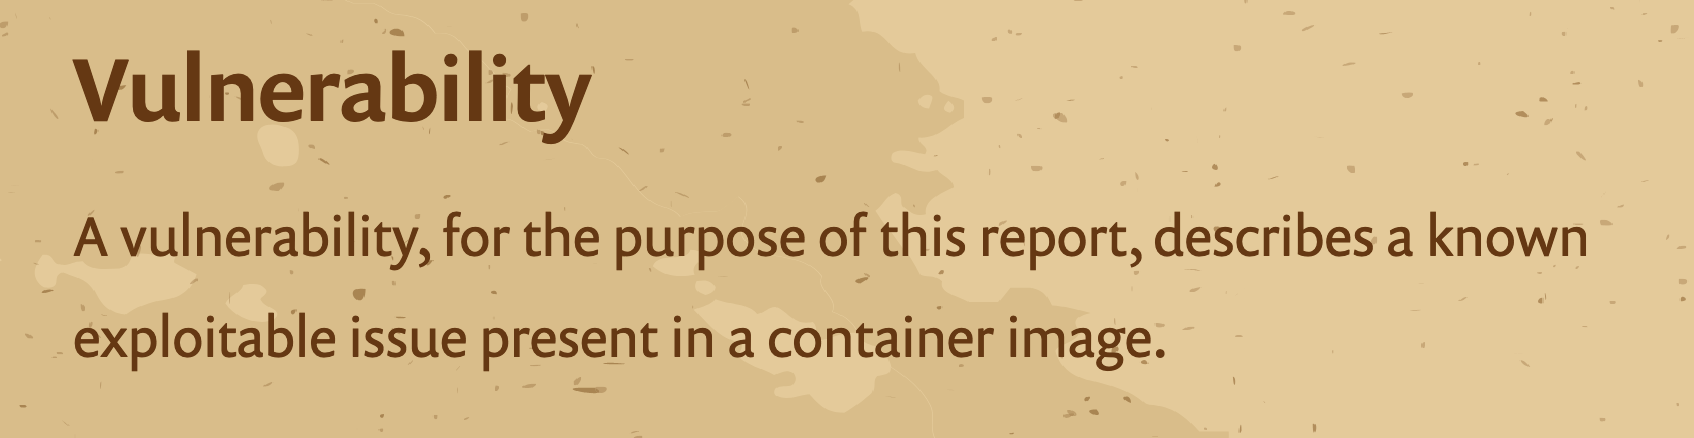 Vulnerability
A vulnerability, for the purpose of this report, describes a known
exploitable issue present in a container image.